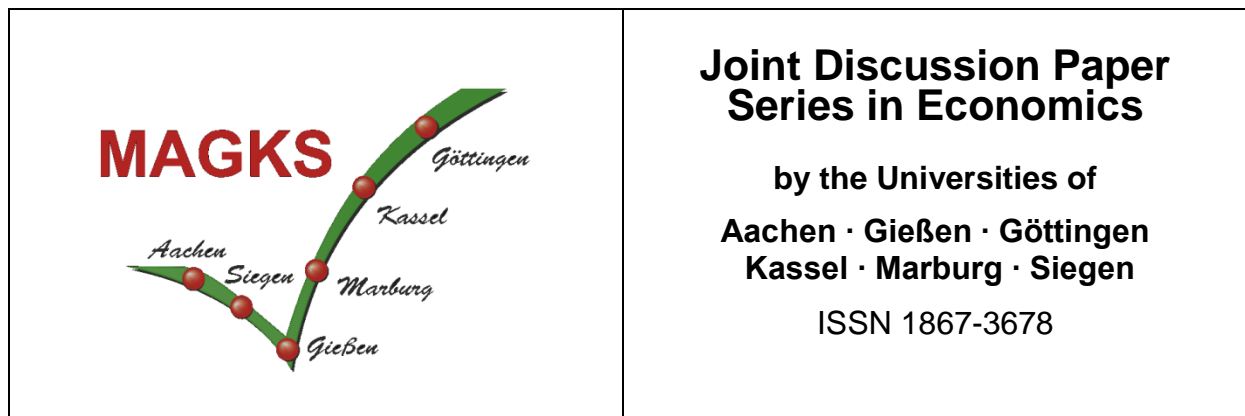 MAGKS
Göttingen
Kassel
Aachen
Siegen
Marburg
Gießen
Joint Discussion Paper
Series in Economics
by the Universities of
Aachen · Gießen · Göttingen
Kassel · Marburg · Siegen
ISSN 1867-3678